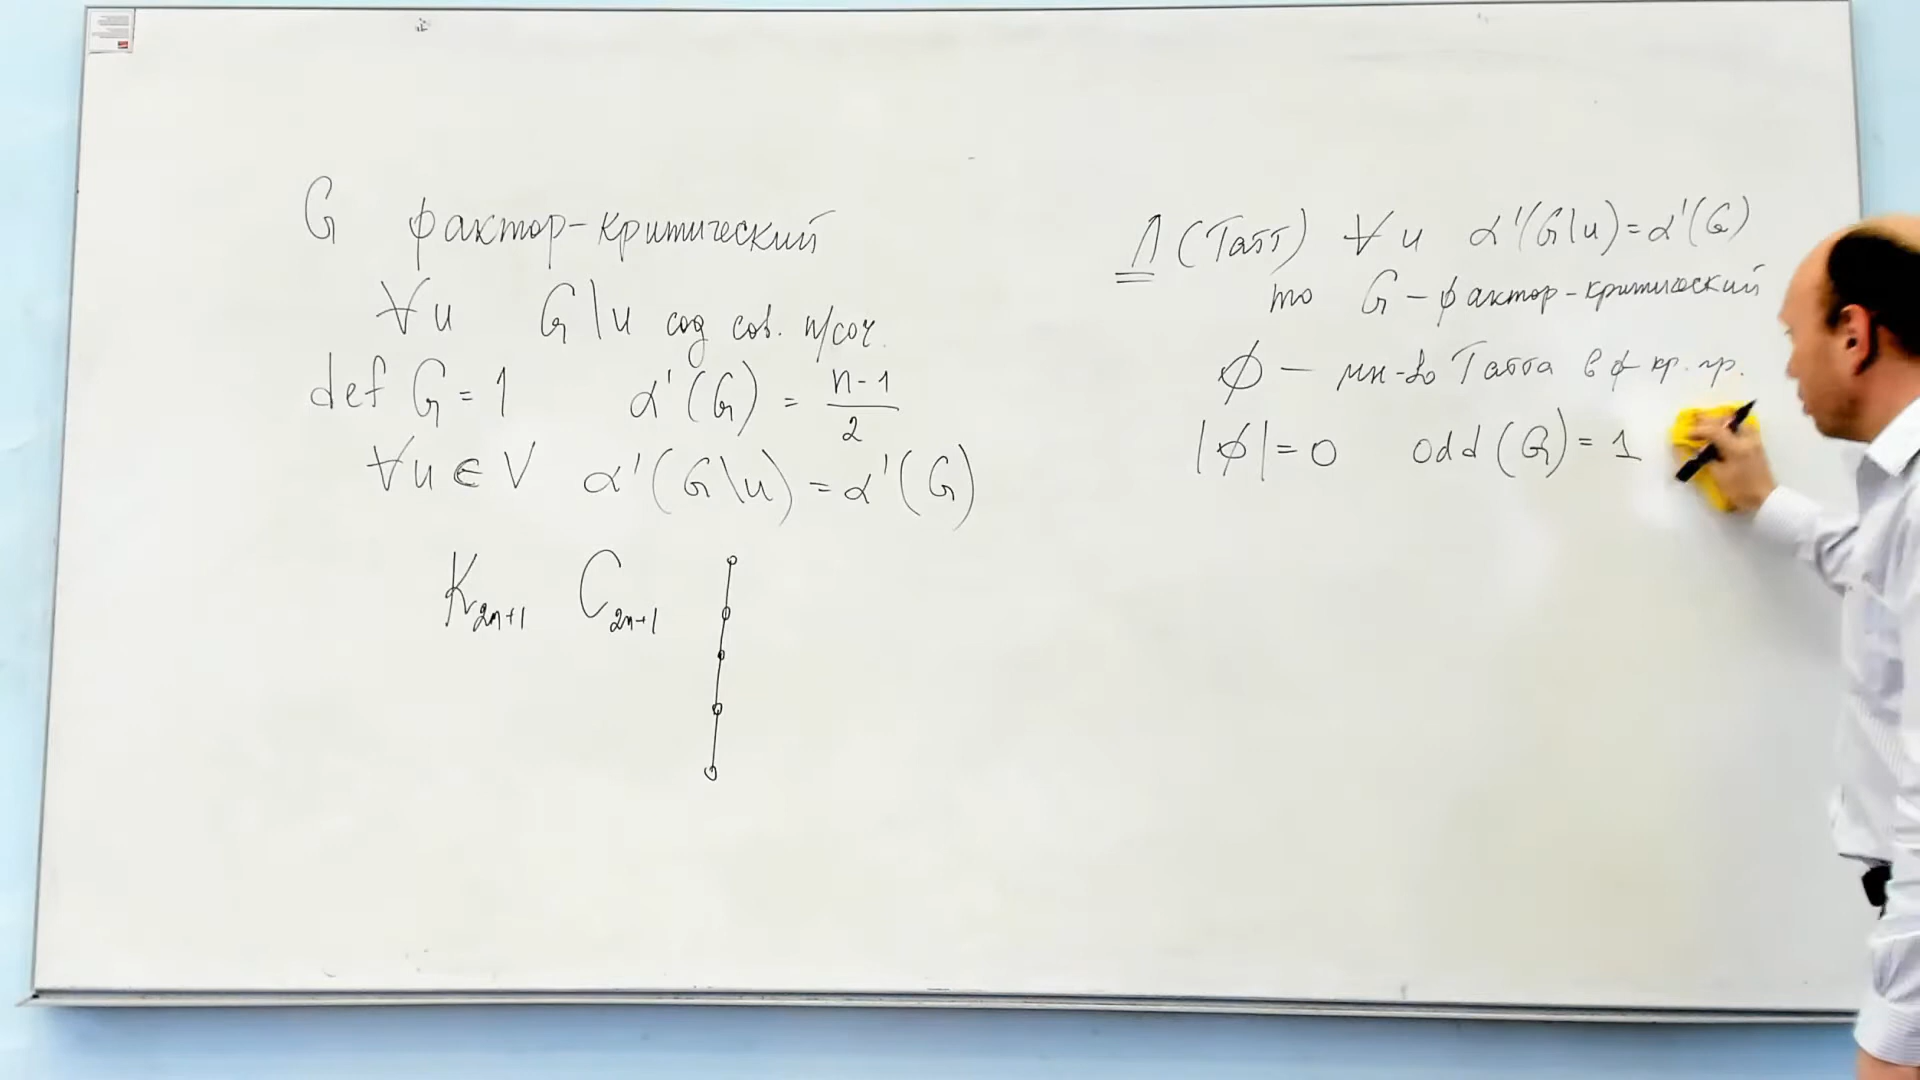 G фактор-критический
∀u G\u сод сов. п/соч.
def G = 1 α'(G) = (n-1)/2
∀u ∈ V α'(G\u) = α'(G)
K₂ₙ₊₁ C₂ₙ₊₁
Л (Татт) ∀u α'(G\u) = α'(G)
то G – фактор-критический
∅ — мн-во Татта в ф кр. гр.
|∅| = 0 odd(G) = 1